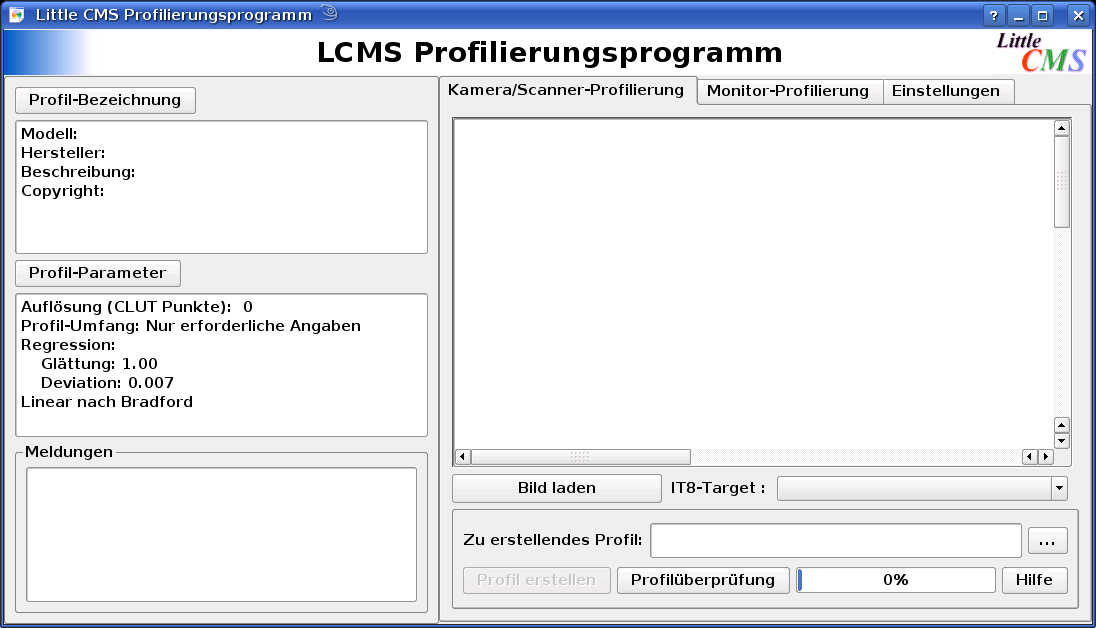 Little CMS Profilierungsprogramm
?
LCMS Profilierungsprogramm
Little
CMS
Profil-Bezeichnung
Modell:
Hersteller:
Beschreibung:
Copyright:
Profil-Parameter
Auflösung (CLUT Punkte): 0
Profil-Umfang: Nur erforderliche Angaben
Regression:
Glättung: 1.00
Deviation: 0.007
Linear nach Bradford
Meldungen
Kamera/Scanner-Profilierung Monitor-Profilierung Einstellungen
Bild laden IT8-Target :
Zu erstellendes Profil: ...
Profil erstellen Profilüberprüfung 0% Hilfe